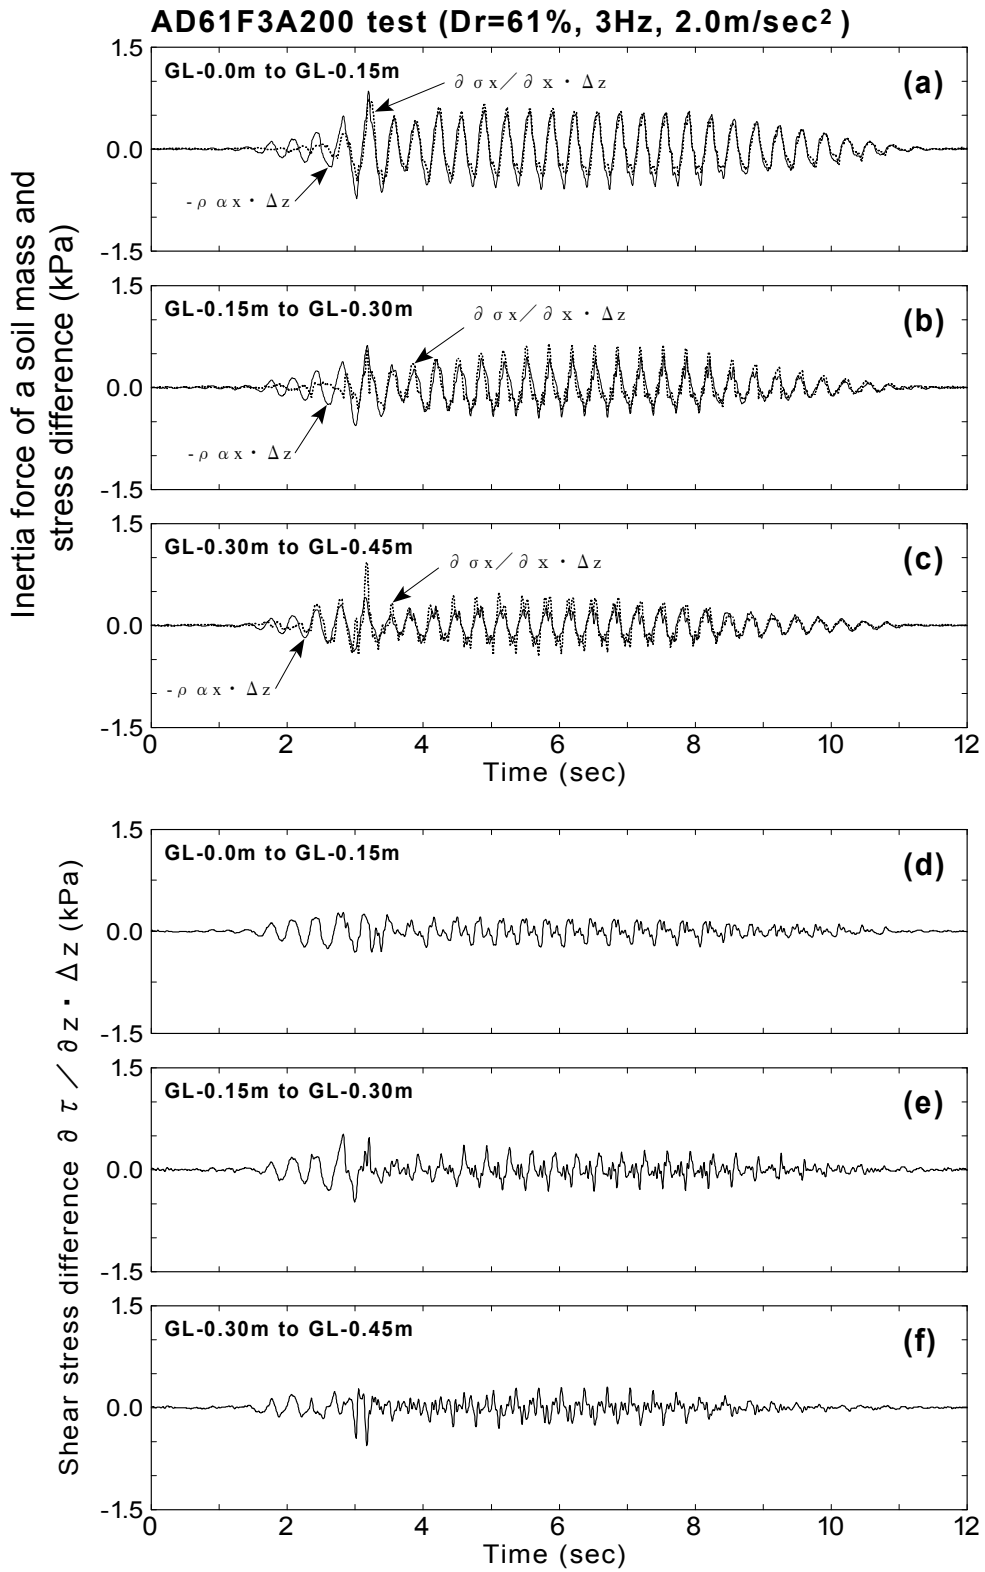 AD61F3A200 test (Dr=61%, 3Hz, 2.0m/sec²)
Inertia force of a soil mass and
stress difference (kPa)
1.5
GL-0.0m to GL-0.15m
(a)
∂σx/∂x・Δz
0.0
-ραx・Δz
-1.5
1.5
GL-0.15m to GL-0.30m
(b)
∂σx/∂x・Δz
0.0
-ραx・Δz
-1.5
1.5
GL-0.30m to GL-0.45m
(c)
∂σx/∂x・Δz
0.0
-ραx・Δz
-1.5
0 2 4 6 8 10 12
Time (sec)
Shear stress difference ∂τ/∂z・Δz (kPa)
1.5
GL-0.0m to GL-0.15m
(d)
0.0
-1.5
1.5
GL-0.15m to GL-0.30m
(e)
0.0
-1.5
1.5
GL-0.30m to GL-0.45m
(f)
0.0
-1.5
0 2 4 6 8 10 12
Time (sec)